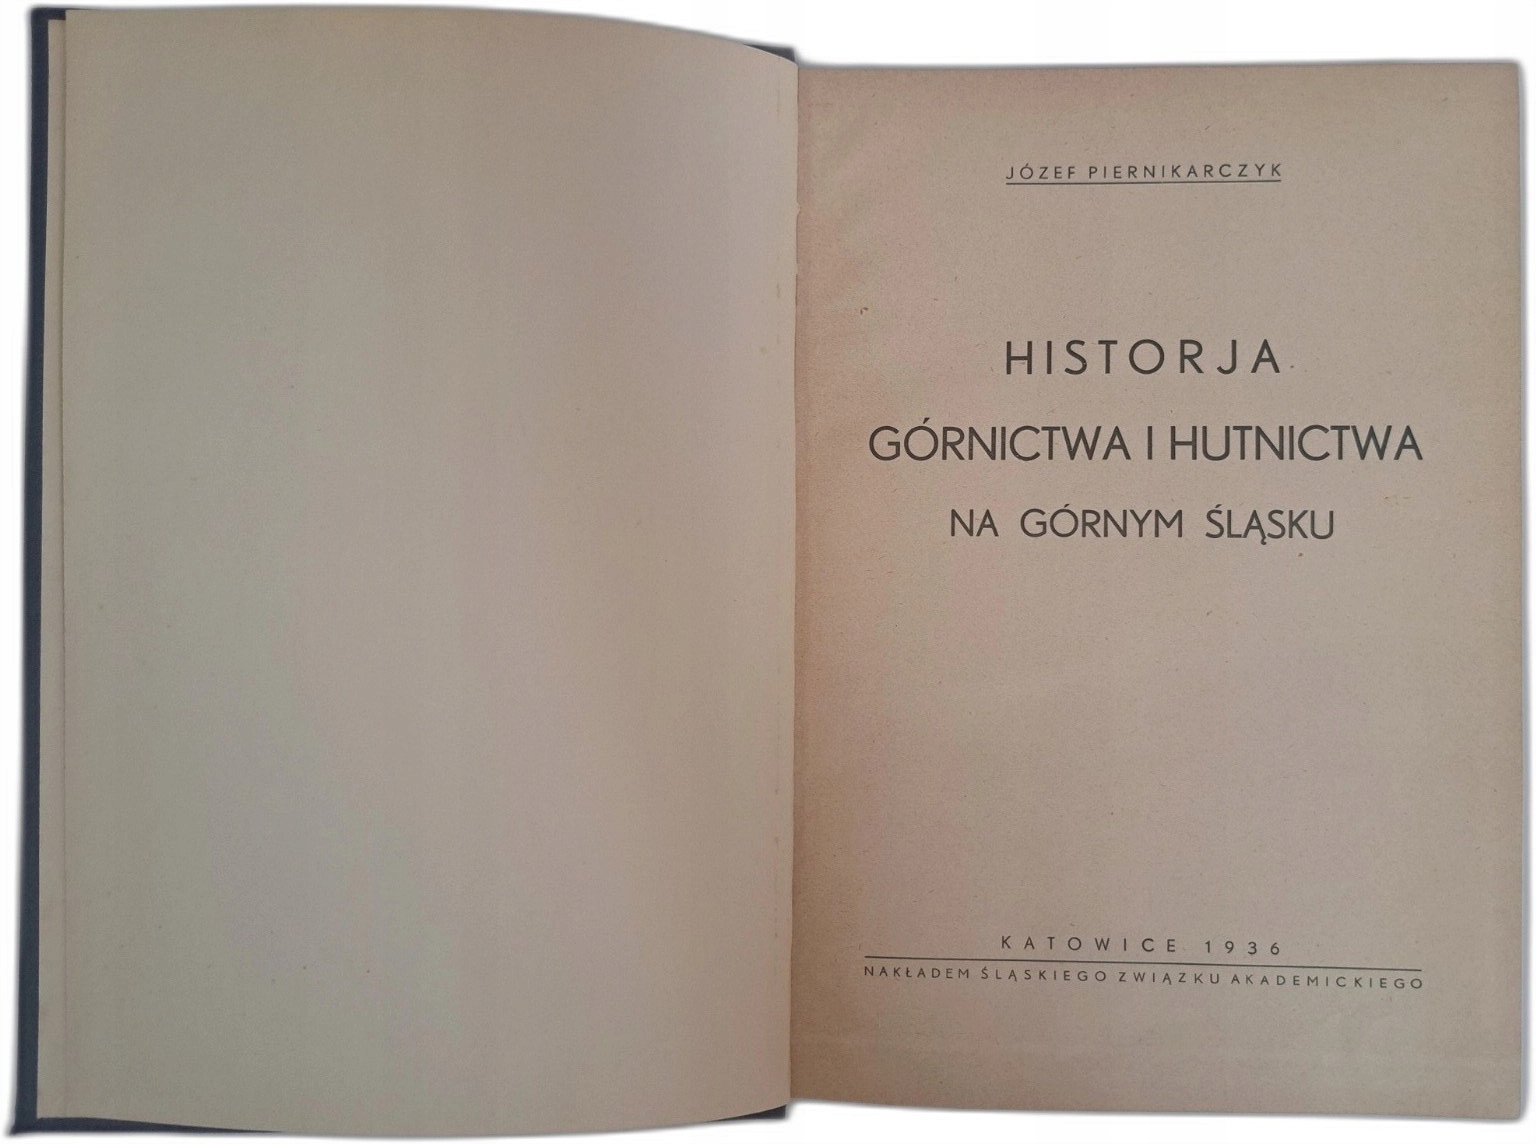 JÓZEF PIERNIKARCZYK
HISTORJA
GÓRNICTWA I HUTNICTWA
NA GÓRNYM ŚLĄSKU
KATOWICE 1936
NAKŁADEM ŚLĄSKIEGO ZWIĄZKU AKADEMICKIEGO